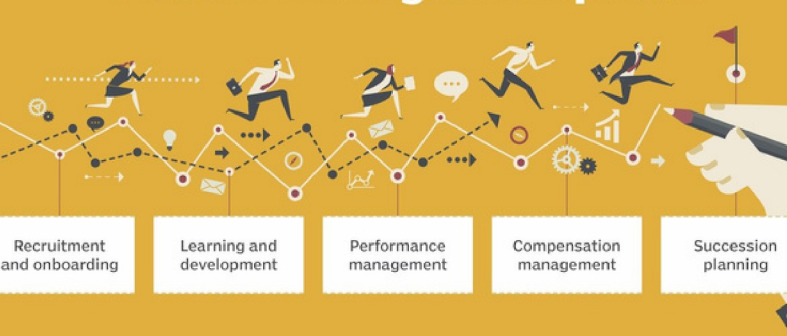 Recruitment
and onboarding
Learning and
development
Performance
management
Compensation
management
Succession
planning